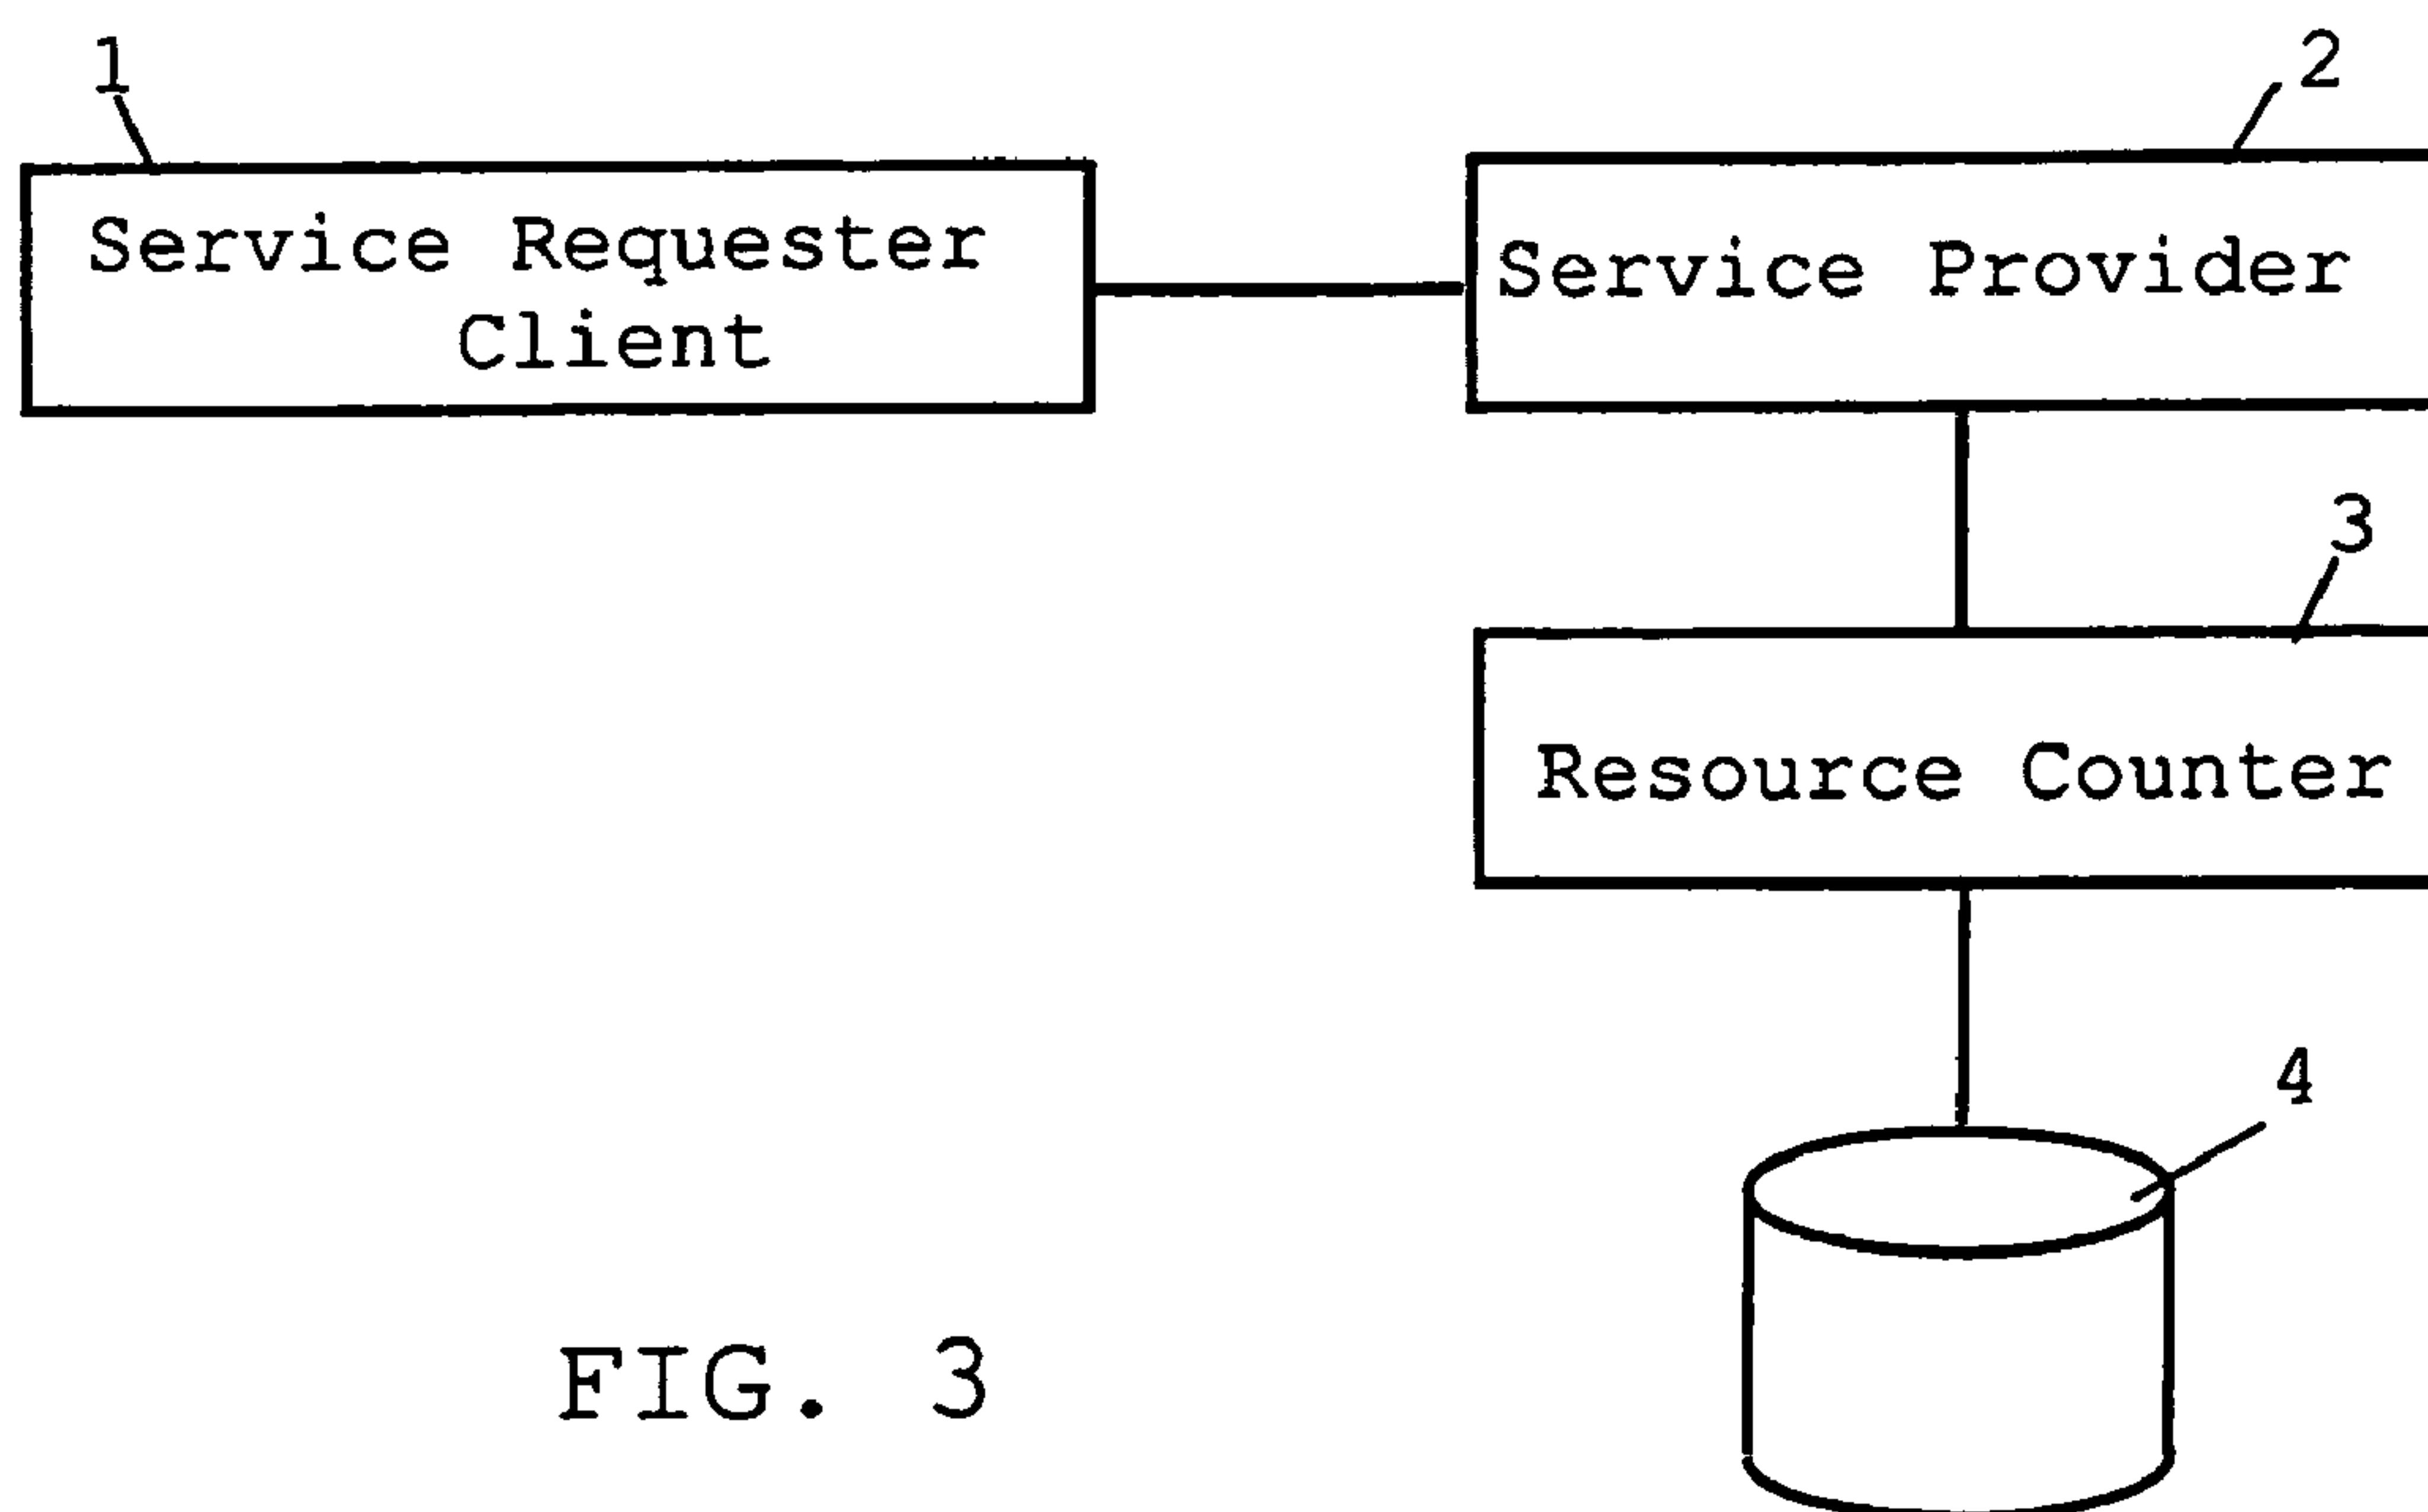 1
2
Service Requester
Client
Service Provider
3
Resource Counter
4
FIG. 3